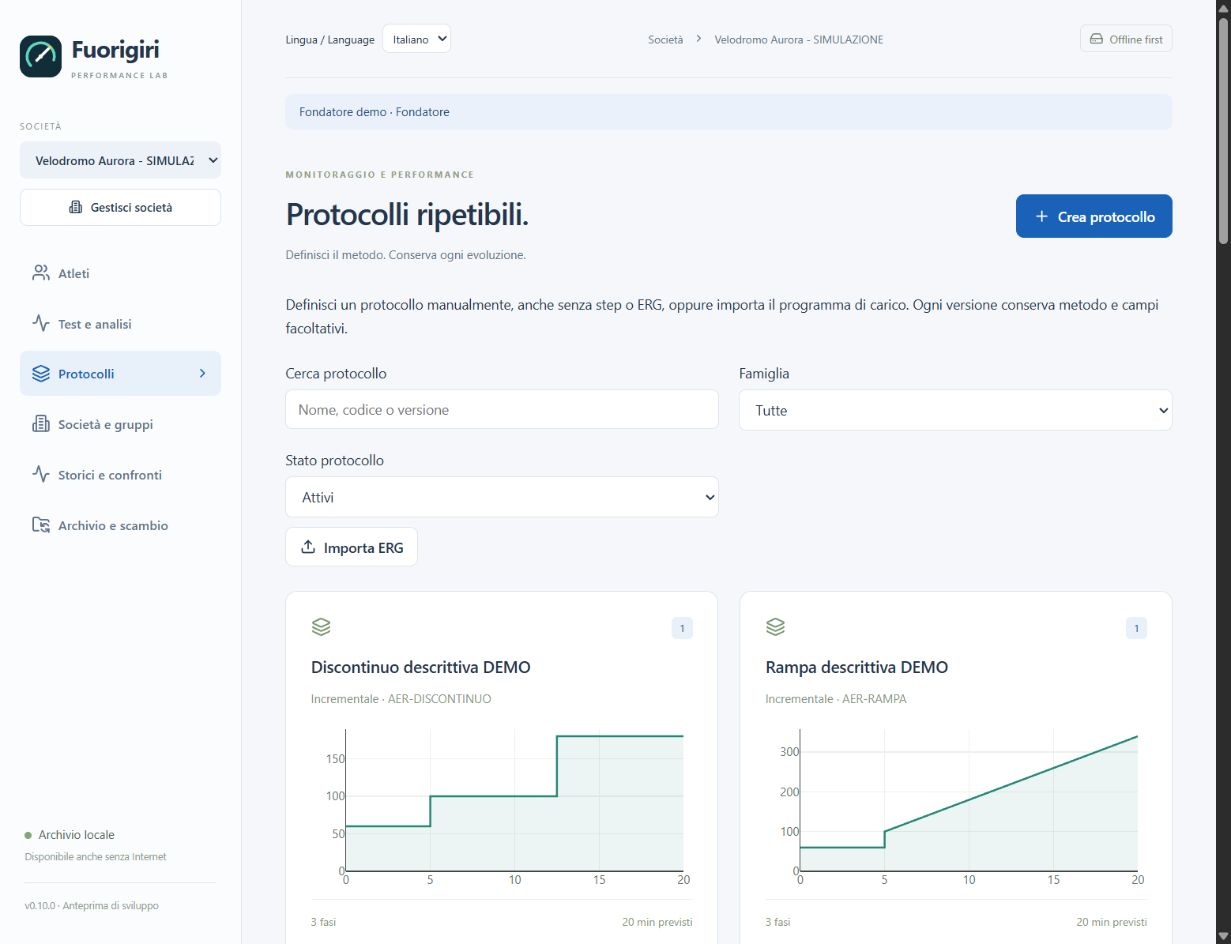 Fuorigiri
PERFORMANCE LAB
SOCIETÀ
Velodromo Aurora - SIMULAZ
Gestisci società
Atleti
Test e analisi
Protocolli
Società e gruppi
Storici e confronti
Archivio e scambio
Archivio locale
Disponibile anche senza Internet
v0.10.0 · Anteprima di sviluppo
Lingua / Language Italiano
Società > Velodromo Aurora - SIMULAZIONE
Offline first
Fondatore demo · Fondatore
MONITORAGGIO E PERFORMANCE
Protocolli ripetibili.
+ Crea protocollo
Definisci il metodo. Conserva ogni evoluzione.
Definisci un protocollo manualmente, anche senza step o ERG, oppure importa il programma di carico. Ogni versione conserva metodo e campi
facoltativi.
Cerca protocollo
Nome, codice o versione
Famiglia
Tutte
Stato protocollo
Attivi
Importa ERG
1
Discontinuo descrittiva DEMO
Incrementale · AER-DISCONTINUO
150
100
50
0
0 5 10 15 20
3 fasi 20 min previsti
1
Rampa descrittiva DEMO
Incrementale · AER-RAMPA
300
200
100
0
0 5 10 15 20
3 fasi 20 min previsti